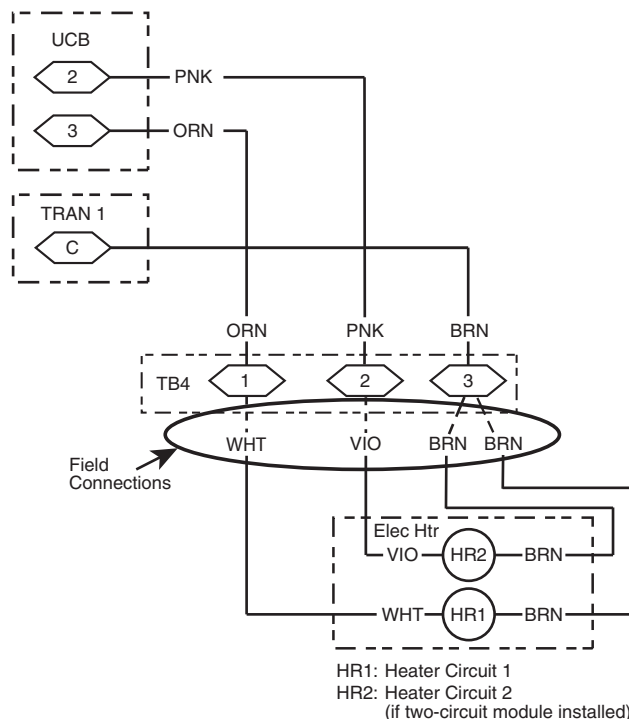 UCB
2 PNK
3 ORN
TRAN 1
C
ORN PNK BRN
TB4 1 2 3
WHT VIO BRN BRN
Field
Connections
Elec Htr
VIO HR2 BRN
WHT HR1 BRN
HR1: Heater Circuit 1
HR2: Heater Circuit 2
(if two-circuit module installed)